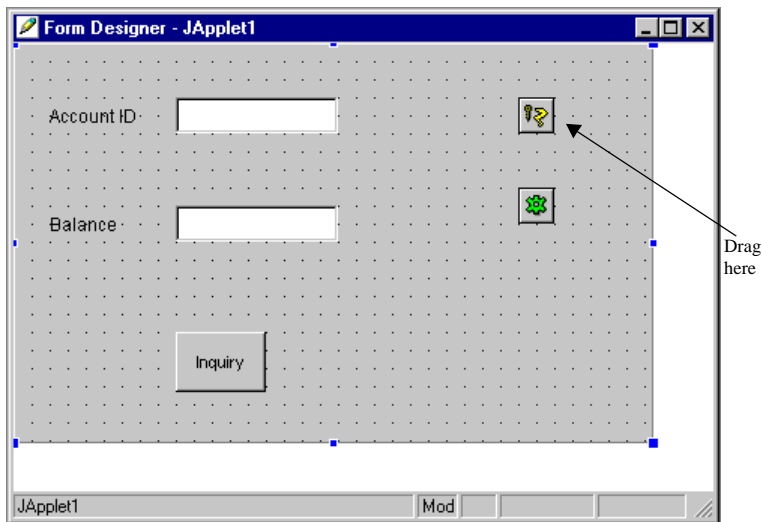 Form Designer - JApplet1
Account ID
Balance
Drag
here
Inquiry
JApplet1
Mod